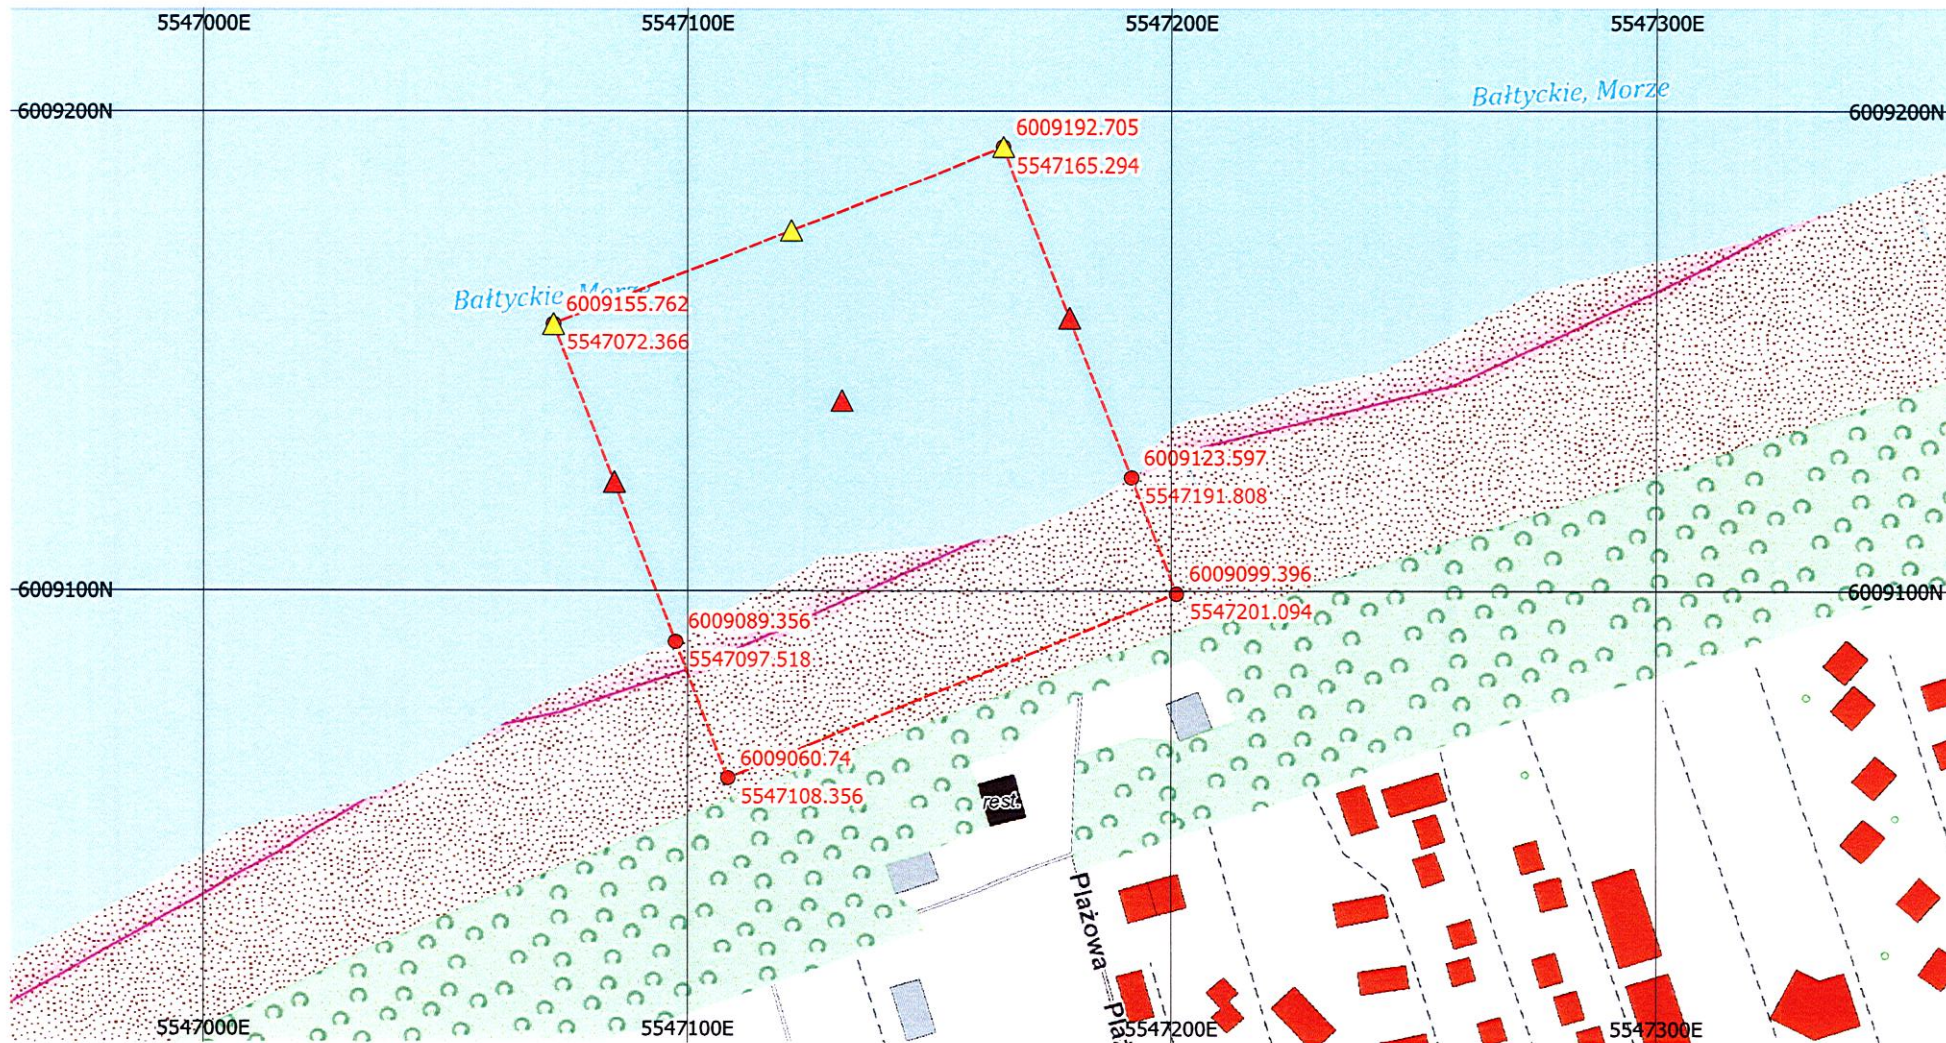 5547000E 5547100E 5547200E 5547300E
Bałtyckie, Morze
6009200N 6009200N
6009192.705
5547165.294
Bałtyckie, Morze
6009155.762
5547072.366
6009123.597
5547191.808
6009099.396
6009100N 6009100N
5547201.094
6009089.356
5547097.518
6009060.74
5547108.356
rest.
Plażowa
5547000E 5547100E 5547200E 5547300E